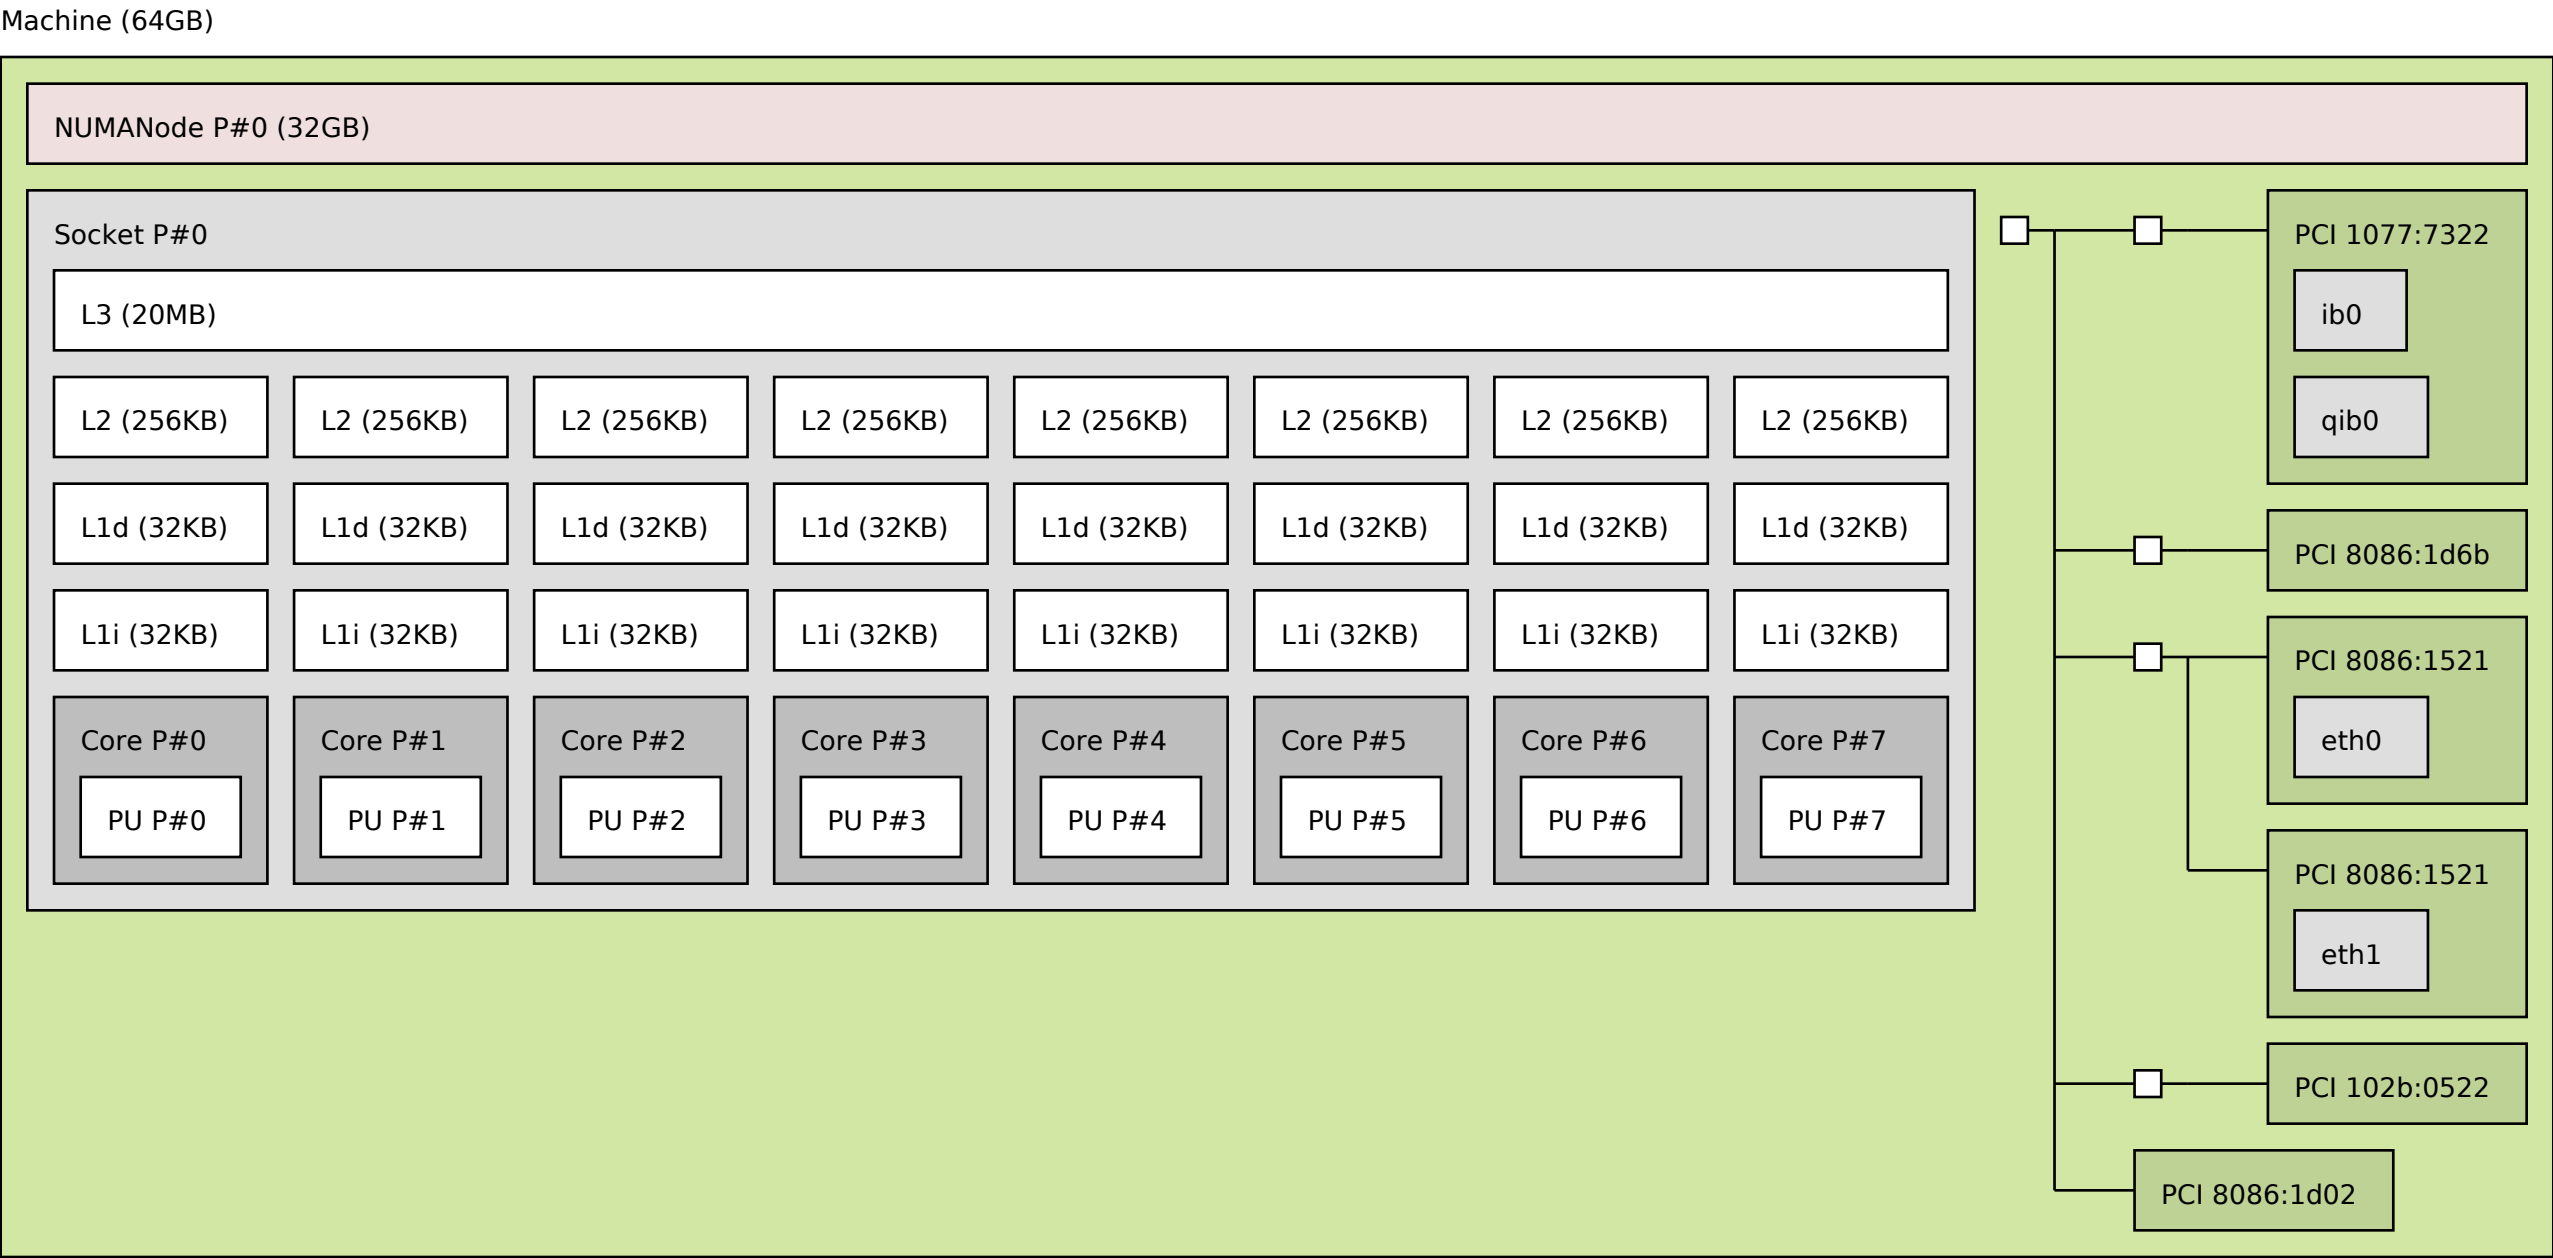 Machine (64GB)
NUMANode P#0 (32GB)
Socket P#0
L3 (20MB)
L2 (256KB) L2 (256KB) L2 (256KB) L2 (256KB) L2 (256KB) L2 (256KB) L2 (256KB) L2 (256KB)
L1d (32KB) L1d (32KB) L1d (32KB) L1d (32KB) L1d (32KB) L1d (32KB) L1d (32KB) L1d (32KB)
L1i (32KB) L1i (32KB) L1i (32KB) L1i (32KB) L1i (32KB) L1i (32KB) L1i (32KB) L1i (32KB)
Core P#0 Core P#1 Core P#2 Core P#3 Core P#4 Core P#5 Core P#6 Core P#7
PU P#0 PU P#1 PU P#2 PU P#3 PU P#4 PU P#5 PU P#6 PU P#7
PCI 1077:7322
ib0
qib0
PCI 8086:1d6b
PCI 8086:1521
eth0
PCI 8086:1521
eth1
PCI 102b:0522
PCI 8086:1d02